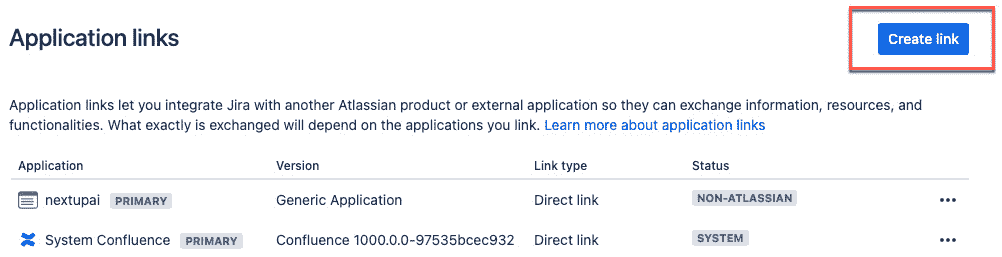 Application links
Create link
Application links let you integrate Jira with another Atlassian product or external application so they can exchange information, resources, and
functionalities. What exactly is exchanged will depend on the applications you link. Learn more about application links
Application Version Link type Status
nextupai PRIMARY Generic Application Direct link NON-ATLASSIAN •••
System Confluence PRIMARY Confluence 1000.0.0-97535bcec932 Direct link SYSTEM •••